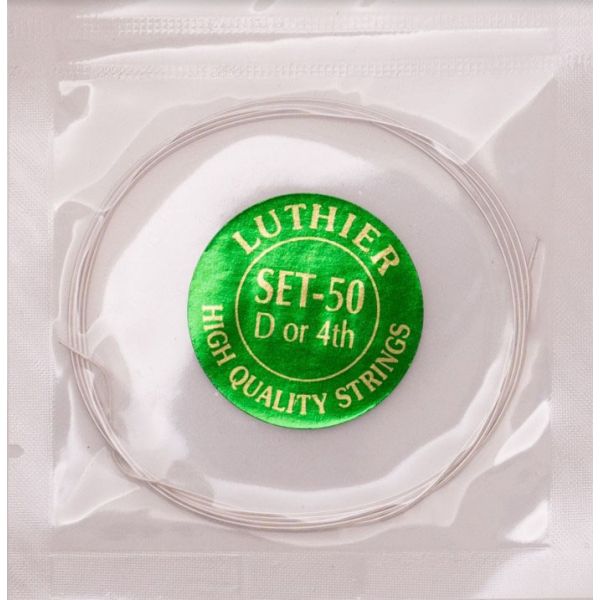 LUTHIER
SET-50
D or 4th
HIGH QUALITY STRINGS